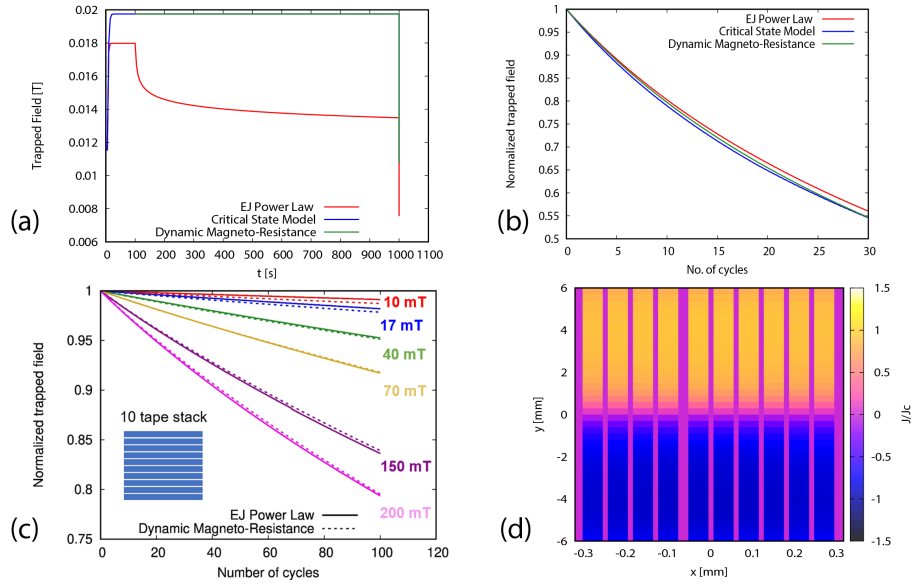 0.02
0.018
0.016
0.014
0.012
0.01
0.008
0.006
Trapped Field [T]
EJ Power Law
Critical State Model
Dynamic Magneto-Resistance
(a)
0 100 200 300 400 500 600 700 800 900 1000 1100
t [s]
1
0.95
0.9
0.85
0.8
0.75
0.7
0.65
0.6
0.55
0.5
Normalized trapped field
EJ Power Law
Critical State Model
Dynamic Magneto-Resistance
(b)
0 5 10 15 20 25 30
No. of cycles
1
0.95
0.9
0.85
0.8
0.75
Normalized trapped field
10 mT
17 mT
40 mT
70 mT
150 mT
200 mT
10 tape stack
EJ Power Law
Dynamic Magneto-Resistance
(c)
0 20 40 60 80 100 120
Number of cycles
6
4
2
0
-2
-4
-6
y [mm]
(d)
-0.3 -0.2 -0.1 0 0.1 0.2 0.3
x [mm]
1.5
1
0.5
0
-0.5
-1
-1.5
J/Jc